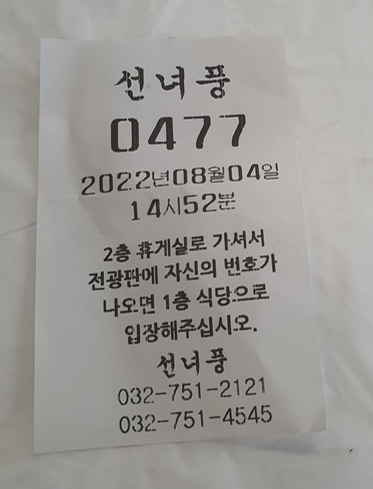 선녀풍
0477
2022년08월04일
14시52분
2층 휴게실로 가셔서
전광판에 자신의 번호가
나오면 1층 식당으로
입장해주십시오.
선녀풍
032-751-2121
032-751-4545